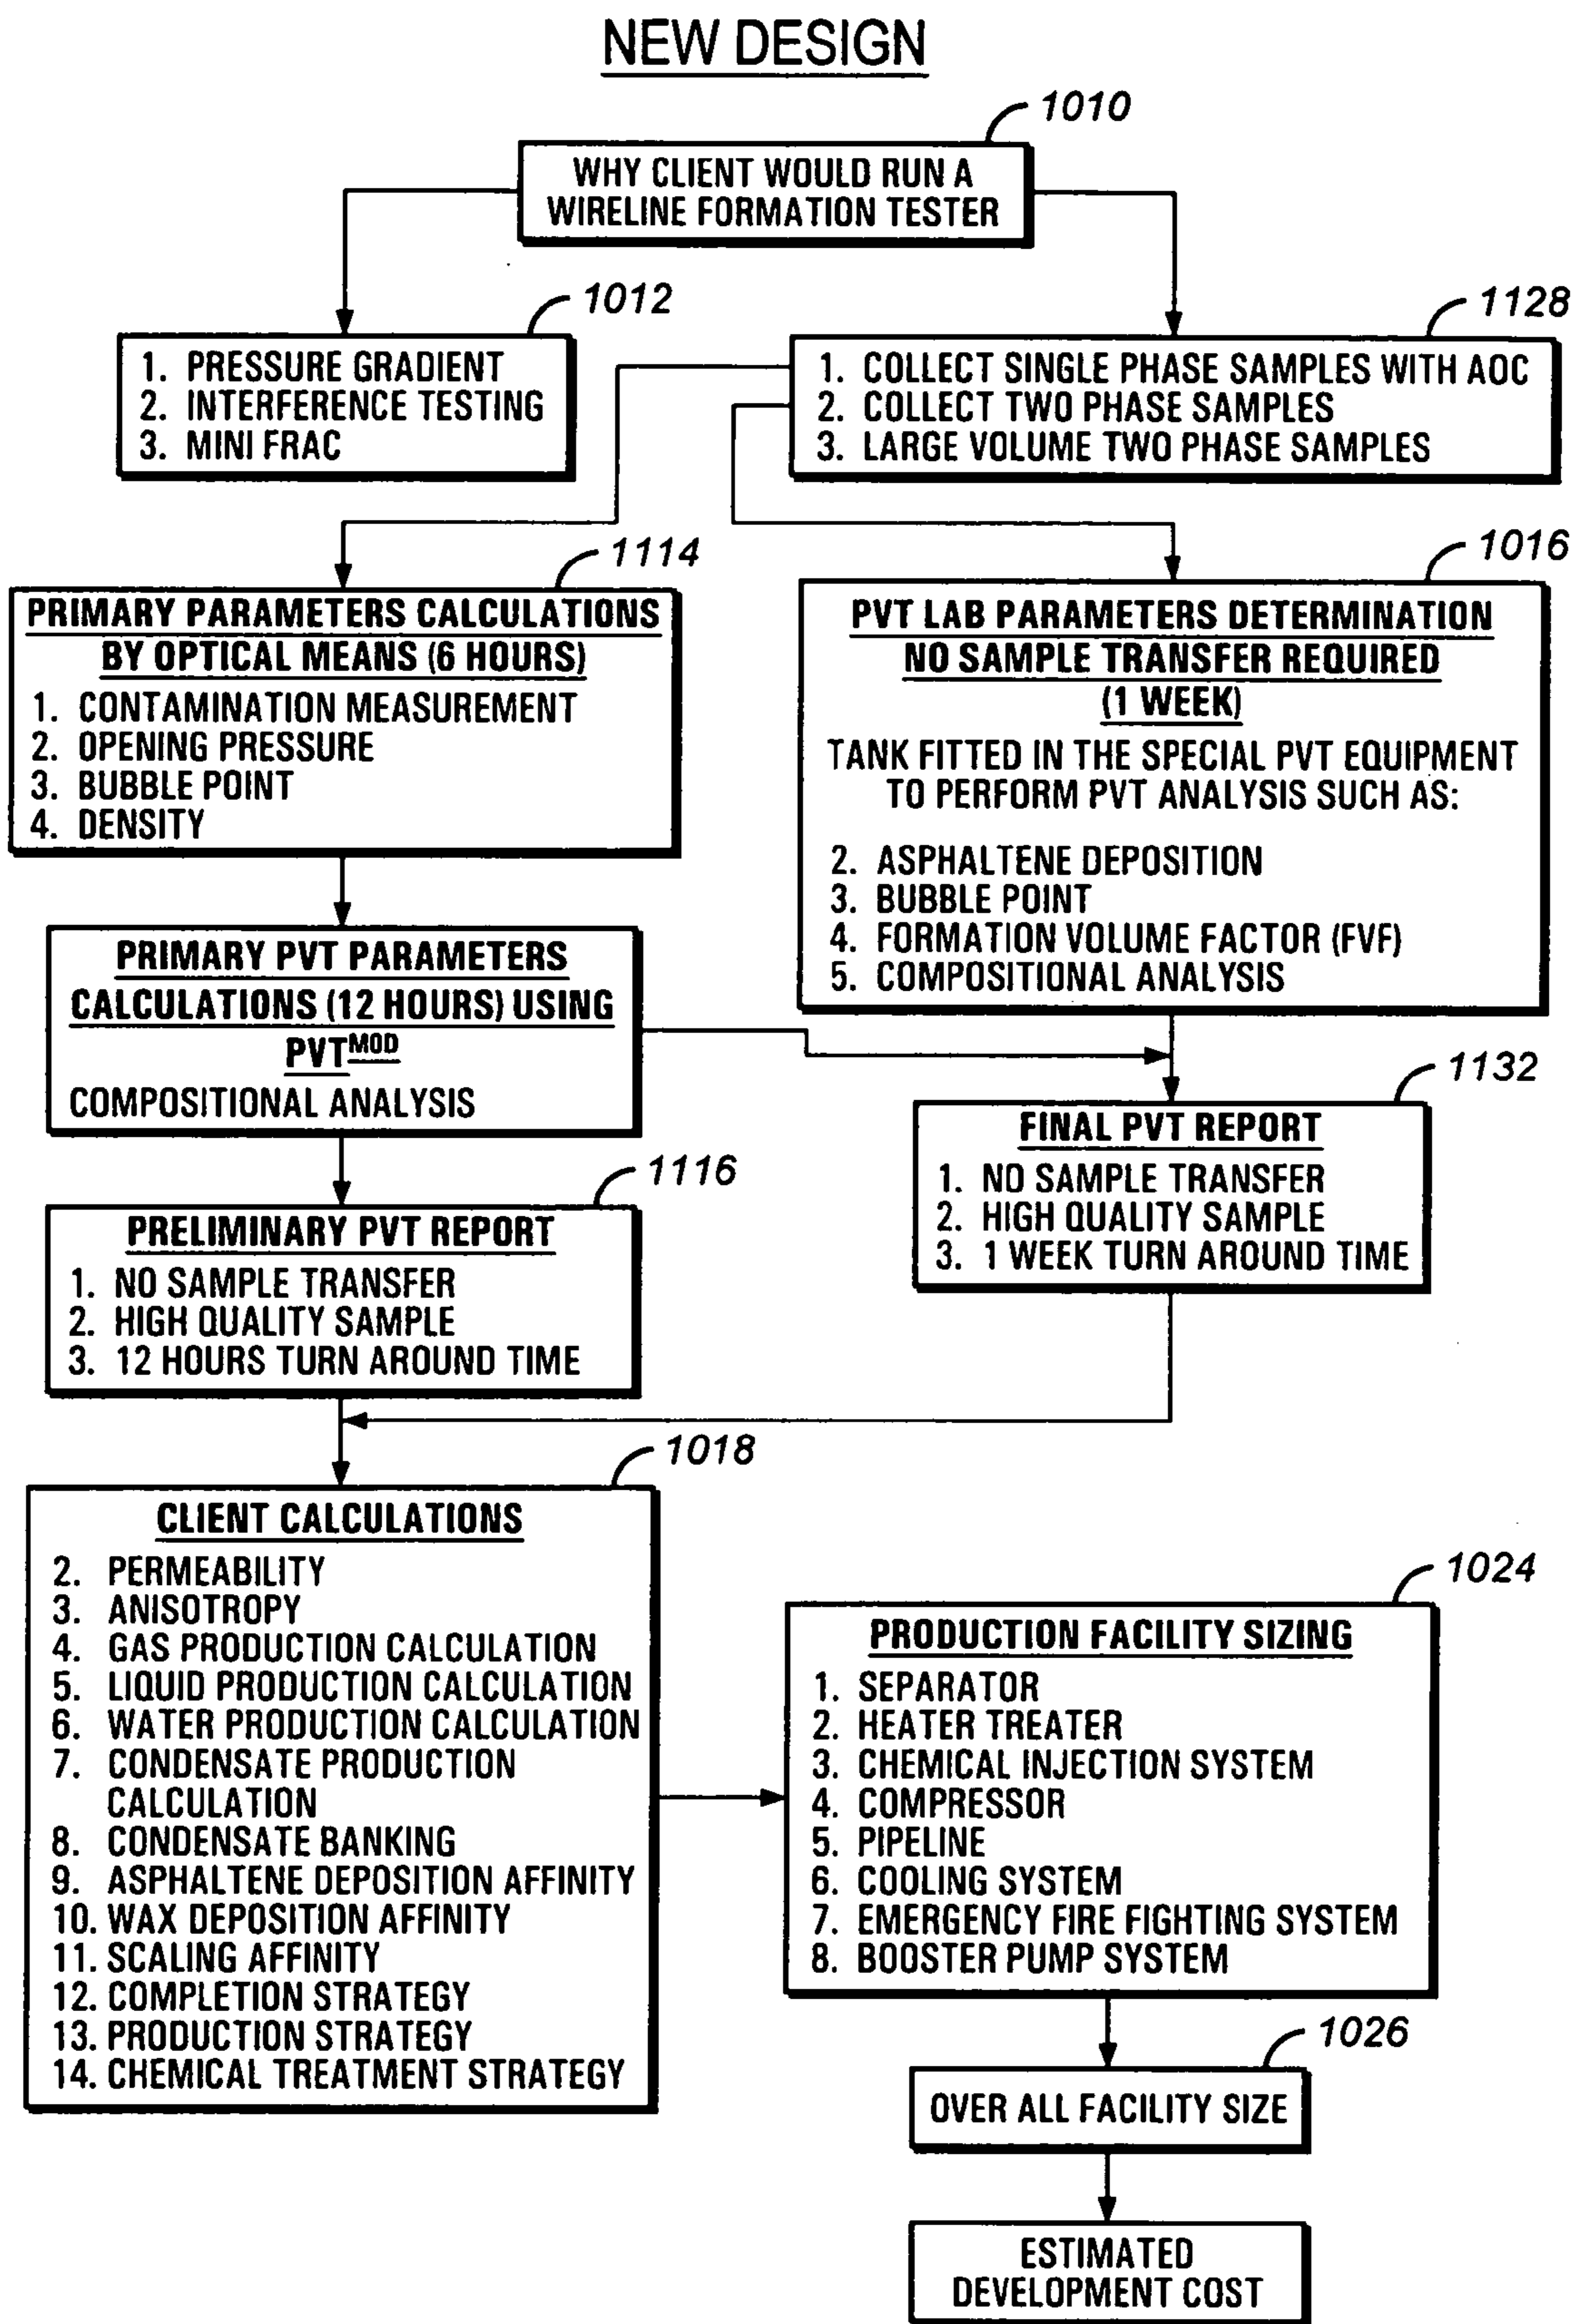 NEW DESIGN
1010
WHY CLIENT WOULD RUN A
WIRELINE FORMATION TESTER
1012
1. PRESSURE GRADIENT
2. INTERFERENCE TESTING
3. MINI FRAC
1128
1. COLLECT SINGLE PHASE SAMPLES WITH AOC
2. COLLECT TWO PHASE SAMPLES
3. LARGE VOLUME TWO PHASE SAMPLES
1114
PRIMARY PARAMETERS CALCULATIONS
BY OPTICAL MEANS (6 HOURS)
1. CONTAMINATION MEASUREMENT
2. OPENING PRESSURE
3. BUBBLE POINT
4. DENSITY
1016
PVT LAB PARAMETERS DETERMINATION
NO SAMPLE TRANSFER REQUIRED
(1 WEEK)
TANK FITTED IN THE SPECIAL PVT EQUIPMENT
TO PERFORM PVT ANALYSIS SUCH AS:
2. ASPHALTENE DEPOSITION
3. BUBBLE POINT
4. FORMATION VOLUME FACTOR (FVF)
5. COMPOSITIONAL ANALYSIS
PRIMARY PVT PARAMETERS
CALCULATIONS (12 HOURS) USING
PVTMOD
COMPOSITIONAL ANALYSIS
1132
FINAL PVT REPORT
1. NO SAMPLE TRANSFER
2. HIGH QUALITY SAMPLE
3. 1 WEEK TURN AROUND TIME
1116
PRELIMINARY PVT REPORT
1. NO SAMPLE TRANSFER
2. HIGH QUALITY SAMPLE
3. 12 HOURS TURN AROUND TIME
1018
CLIENT CALCULATIONS
2. PERMEABILITY
3. ANISOTROPY
4. GAS PRODUCTION CALCULATION
5. LIQUID PRODUCTION CALCULATION
6. WATER PRODUCTION CALCULATION
7. CONDENSATE PRODUCTION
CALCULATION
8. CONDENSATE BANKING
9. ASPHALTENE DEPOSITION AFFINITY
10. WAX DEPOSITION AFFINITY
11. SCALING AFFINITY
12. COMPLETION STRATEGY
13. PRODUCTION STRATEGY
14. CHEMICAL TREATMENT STRATEGY
1024
PRODUCTION FACILITY SIZING
1. SEPARATOR
2. HEATER TREATER
3. CHEMICAL INJECTION SYSTEM
4. COMPRESSOR
5. PIPELINE
6. COOLING SYSTEM
7. EMERGENCY FIRE FIGHTING SYSTEM
8. BOOSTER PUMP SYSTEM
1026
OVER ALL FACILITY SIZE
ESTIMATED
DEVELOPMENT COST